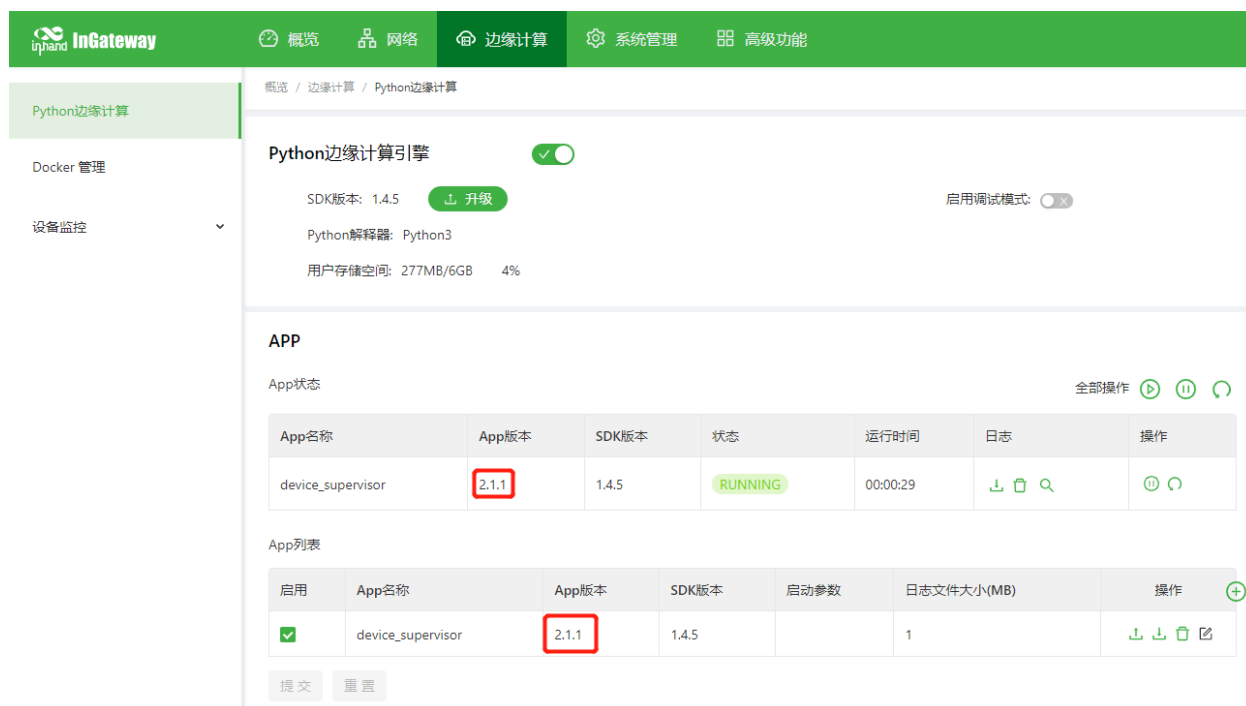 inhand InGateway 概览 网络 边缘计算 系统管理 高级功能
概览 / 边缘计算 / Python边缘计算
Python边缘计算
Docker 管理
设备监控
Python边缘计算引擎
SDK版本: 1.4.5 升级 启用调试模式:
Python解释器: Python3
用户存储空间: 277MB/6GB 4%
APP
App状态 全部操作
App名称 App版本 SDK版本 状态 运行时间 日志 操作
device_supervisor 2.1.1 1.4.5 RUNNING 00:00:29
App列表
启用 App名称 App版本 SDK版本 启动参数 日志文件大小(MB) 操作
device_supervisor 2.1.1 1.4.5 1
提交 重置